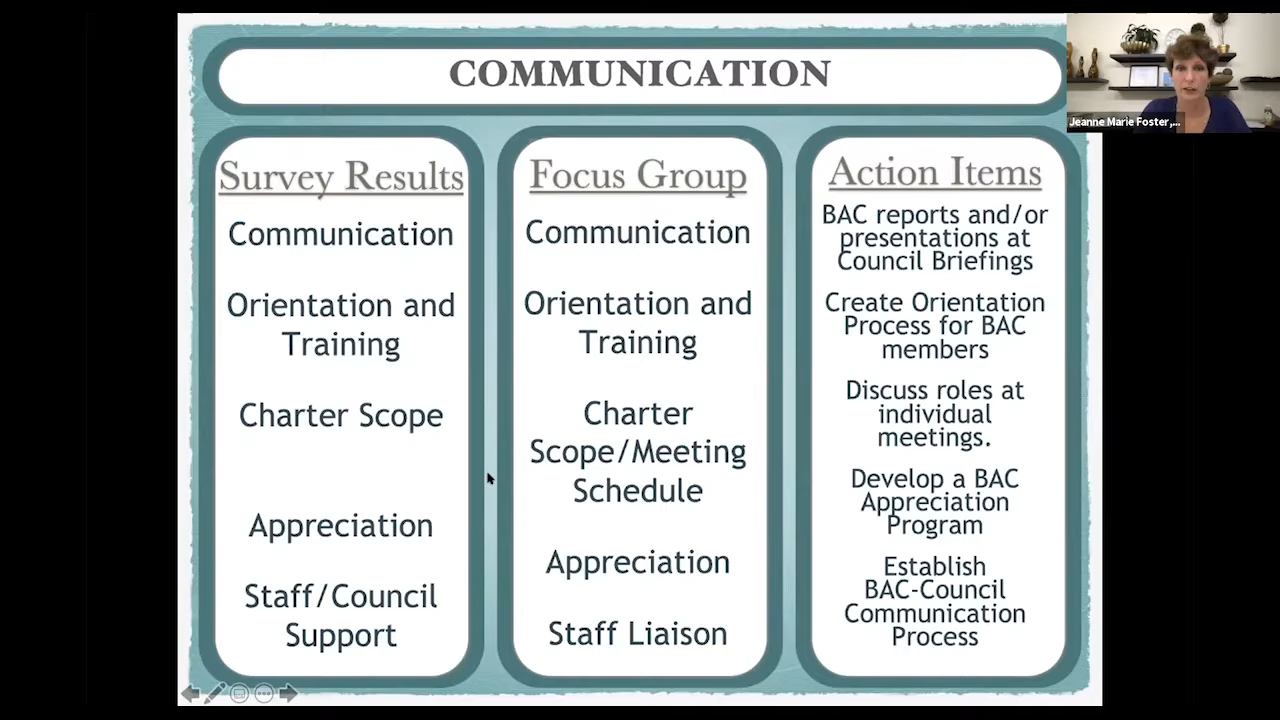 COMMUNICATION
Jeanne Marie Foster,...
Survey Results
Communication
Orientation and
Training
Charter Scope
Appreciation
Staff/Council
Support
Focus Group
Communication
Orientation and
Training
Charter
Scope/Meeting
Schedule
Appreciation
Staff Liaison
Action Items
BAC reports and/or
presentations at
Council Briefings
Create Orientation
Process for BAC
members
Discuss roles at
individual
meetings.
Develop a BAC
Appreciation
Program
Establish
BAC-Council
Communication
Process